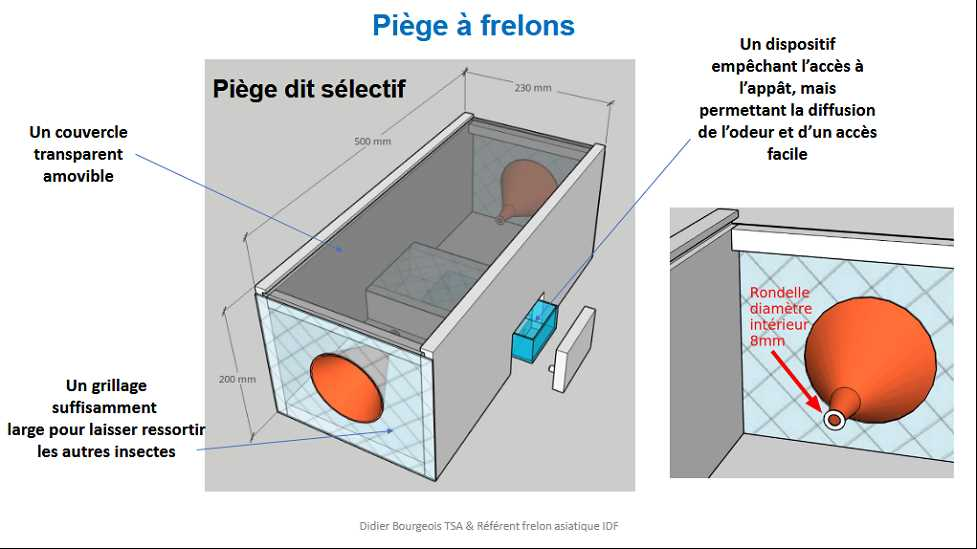 Piège à frelons
Piège dit sélectif
230 mm
500 mm
200 mm
Un couvercle
transparent
amovible
Un grillage
suffisamment
large pour laisser ressortir
les autres insectes
Un dispositif
empêchant l’accès à
l’appât, mais
permettant la diffusion
de l’odeur et d’un accès
facile
Rondelle
diamètre
intérieur
8mm
Didier Bourgeois TSA & Référent frelon asiatique IDF